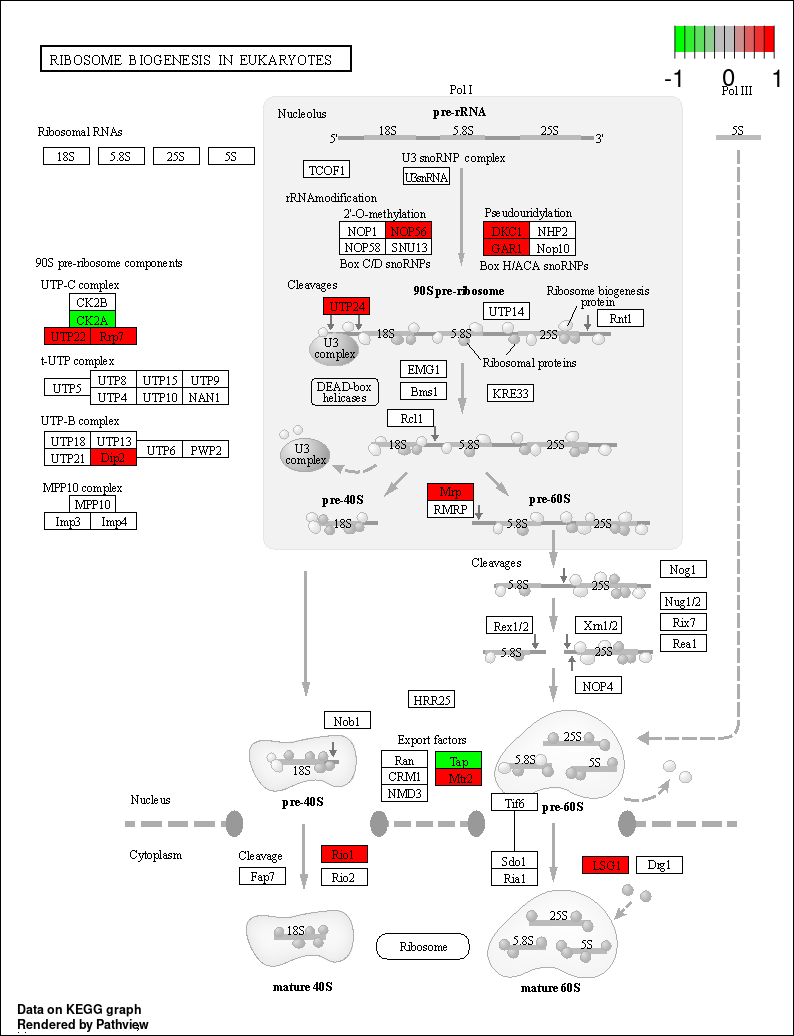 RIBOSOME BIOGENESIS IN EUKARYOTES
-1 0 1
Pol I
Pol III
Nucleolus
pre-rRNA
Ribosomal RNAs
5' 18S 5.8S 25S 3'
5S
18S 5.8S 25S 5S
U3 snoRNP complex
TCOF1
U3snRNA
rRNAmodification
2'-O-methylation
Pseudouridylation
NOP1 NOP56
DKC1 NHP2
NOP58 SNU13
GAR1 Nop10
Box C/D snoRNPs
Box H/ACA snoRNPs
90S pre-ribosome components
UTP-C complex
CK2B
CK2A
UTP22 Rrp7
t-UTP complex
UTP5
UTP8 UTP15 UTP9
UTP4 UTP10 NAN1
UTP-B complex
UTP18 UTP13
UTP6 PWP2
UTP21 Dip2
MPP10 complex
MPP10
Imp3 Imp4
Cleavages
90S pre-ribosome
Ribosome biogenesis
protein
UTP24
UTP14
Rnt1
18S 5.8S 25S
U3
complex
Ribosomal proteins
EMG1
Bms1
KRE33
DEAD-box
helicases
Rcl1
18S 5.8S 25S
U3
complex
pre-40S
Mrp
RMRP
pre-60S
18S
5.8S 25S
Cleavages
Nog1
5.8S 25S
Nug1/2
Rex1/2
Xrn1/2
Rix7
Rea1
5.8S 25S
NOP4
HRR25
Nob1
Export factors
Ran Tap
CRM1 Mtr2
NMD3
18S
25S
5.8S 5S
pre-40S
Tif6
pre-60S
Nucleus
Cytoplasm
Cleavage
Fap7
Rio1
Rio2
Sdo1
Ria1
LSG1
Drg1
18S
25S
5.8S 5S
Ribosome
mature 40S
mature 60S
Data on KEGG graph
Rendered by Pathview